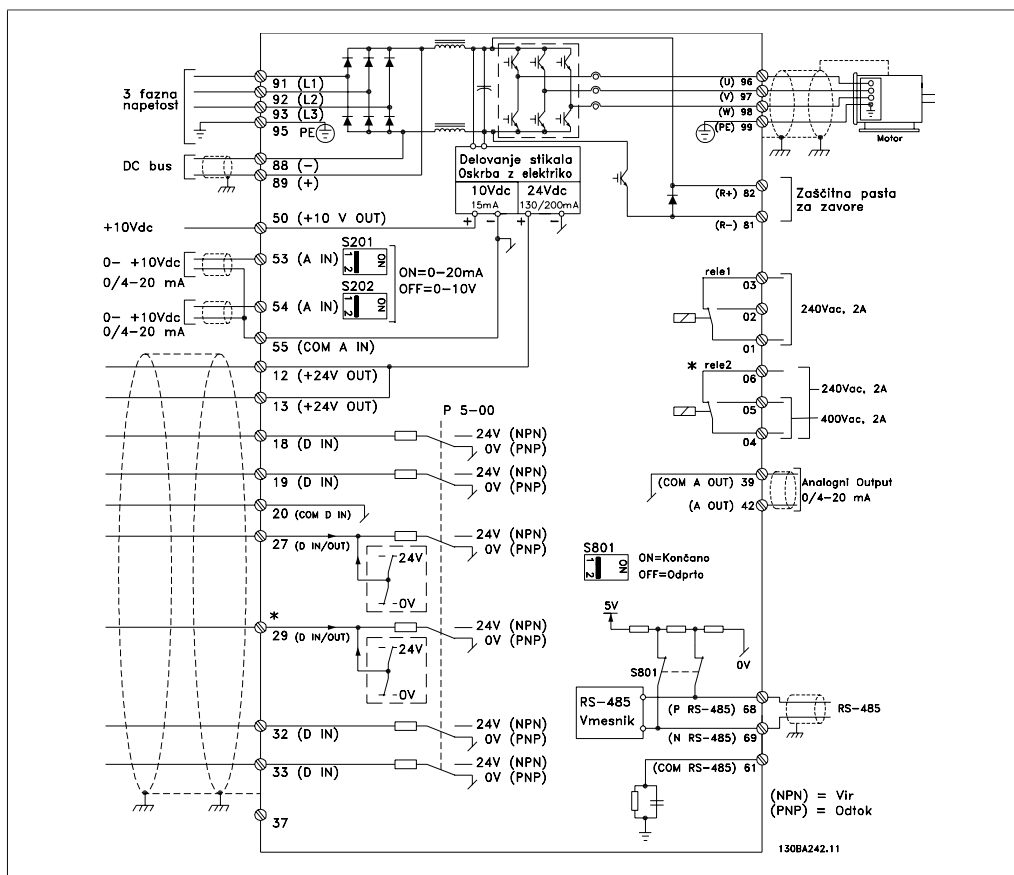 3 fazna
napetost
91 (L1)
92 (L2)
93 (L3)
95 PE
DC bus
88 (-)
89 (+)
+10Vdc
50 (+10 V OUT)
0- +10Vdc
0/4-20 mA
53 (A IN)
S201
1 2
ON
ON=0-20mA
OFF=0-10V
0- +10Vdc
0/4-20 mA
54 (A IN)
S202
1 2
ON
55 (COM A IN)
12 (+24V OUT)
13 (+24V OUT)
P 5-00
18 (D IN)
24V (NPN)
0V (PNP)
19 (D IN)
24V (NPN)
0V (PNP)
20 (COM D IN)
27 (D IN/OUT)
24V (NPN)
0V (PNP)
24V
0V
*
29 (D IN/OUT)
24V (NPN)
0V (PNP)
24V
0V
32 (D IN)
24V (NPN)
0V (PNP)
33 (D IN)
24V (NPN)
0V (PNP)
37
Delovanje stikala
Oskrba z elektriko
10Vdc
15mA
24Vdc
130/200mA
+ - + -
(U) 96
(V) 97
(W) 98
(PE) 99
Motor
(R+) 82
(R-) 81
Zaščitna pasta
za zavore
rele1
03
02
01
240Vac, 2A
* rele2
06
05
04
240Vac, 2A
400Vac, 2A
(COM A OUT) 39
(A OUT) 42
Analogni Output
0/4-20 mA
S801
1 2
ON
ON=Končano
OFF=Odprto
5V
0V
S801
RS-485
Vmesnik
(P RS-485) 68
(N RS-485) 69
RS-485
(COM RS-485) 61
(NPN) = Vir
(PNP) = Odtok
130BA242.11